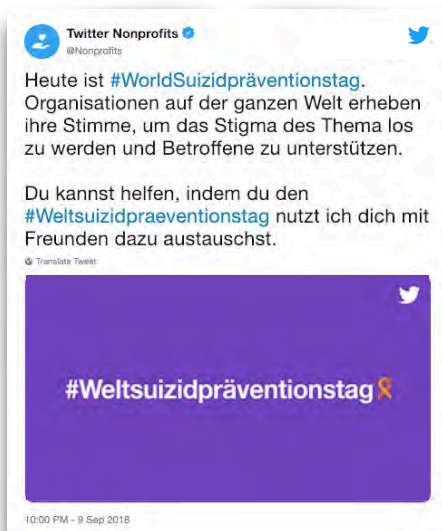 Twitter Nonprofits
@Nonprofits
Heute ist #WorldSuizidpräventionstag.
Organisationen auf der ganzen Welt erheben
ihre Stimme, um das Stigma des Thema los
zu werden und Betroffene zu unterstützen.
Du kannst helfen, indem du den
#Weltsuizidpraeventionstag nutzt ich dich mit
Freunden dazu austauschst.
Translate Tweet
#Weltsuizidpräventionstag
10:00 PM - 9 Sep 2018